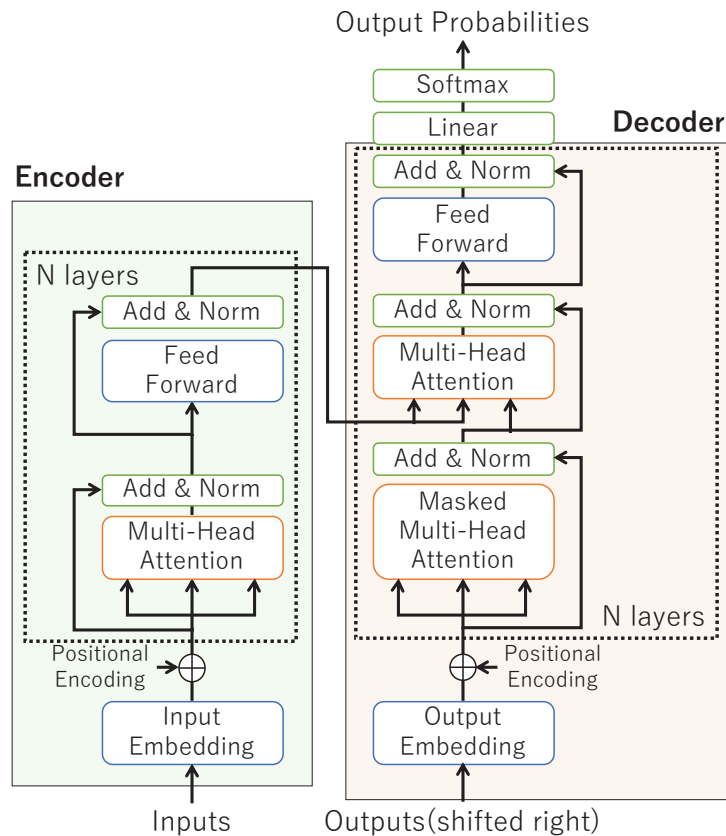 Output Probabilities
Softmax
Linear
Decoder
Add & Norm
Feed
Forward
Add & Norm
Multi-Head
Attention
Add & Norm
Masked
Multi-Head
Attention
N layers
Positional
Encoding
Output
Embedding
Outputs(shifted right)
Encoder
N layers
Add & Norm
Feed
Forward
Add & Norm
Multi-Head
Attention
Positional
Encoding
Input
Embedding
Inputs